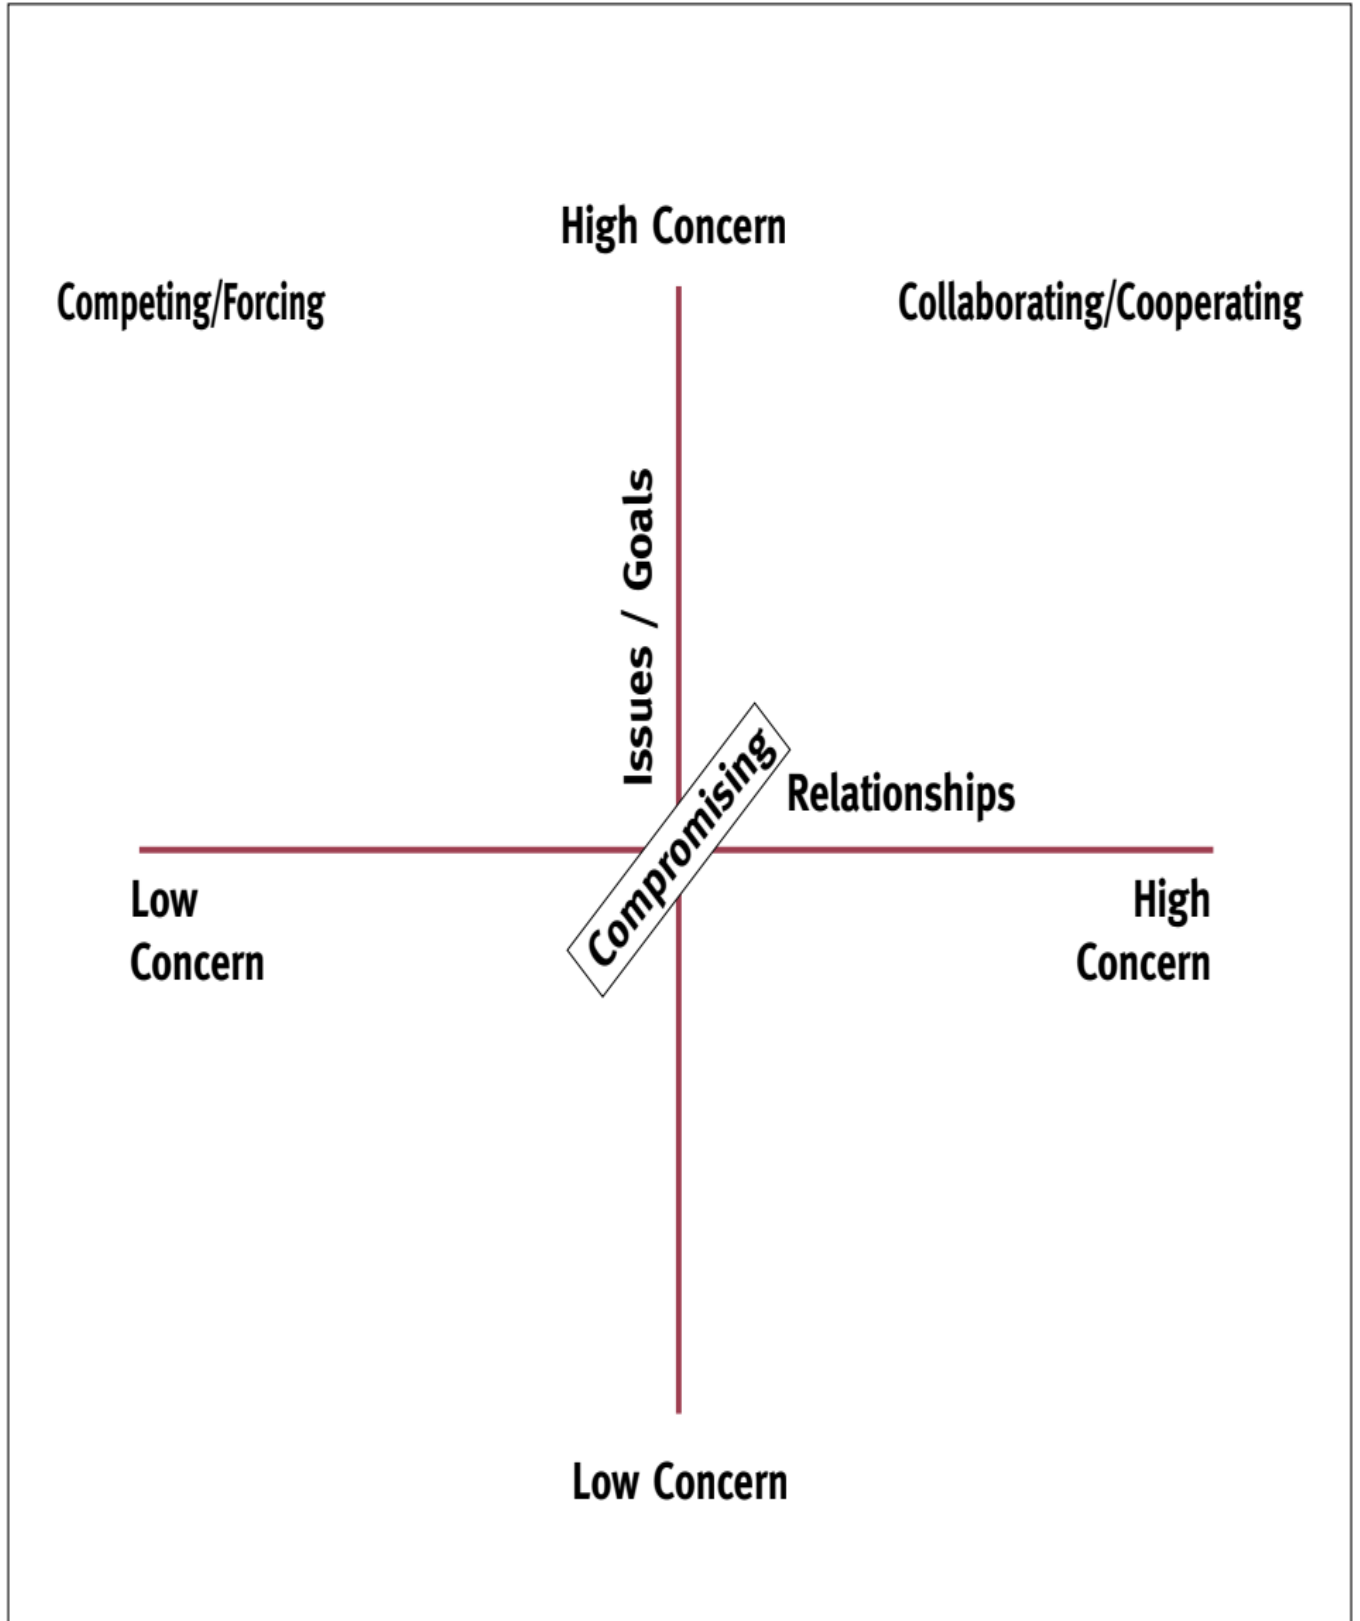 High Concern
Competing/Forcing
Collaborating/Cooperating
Issues / Goals
Compromising
Relationships
Low
Concern
High
Concern
Low Concern